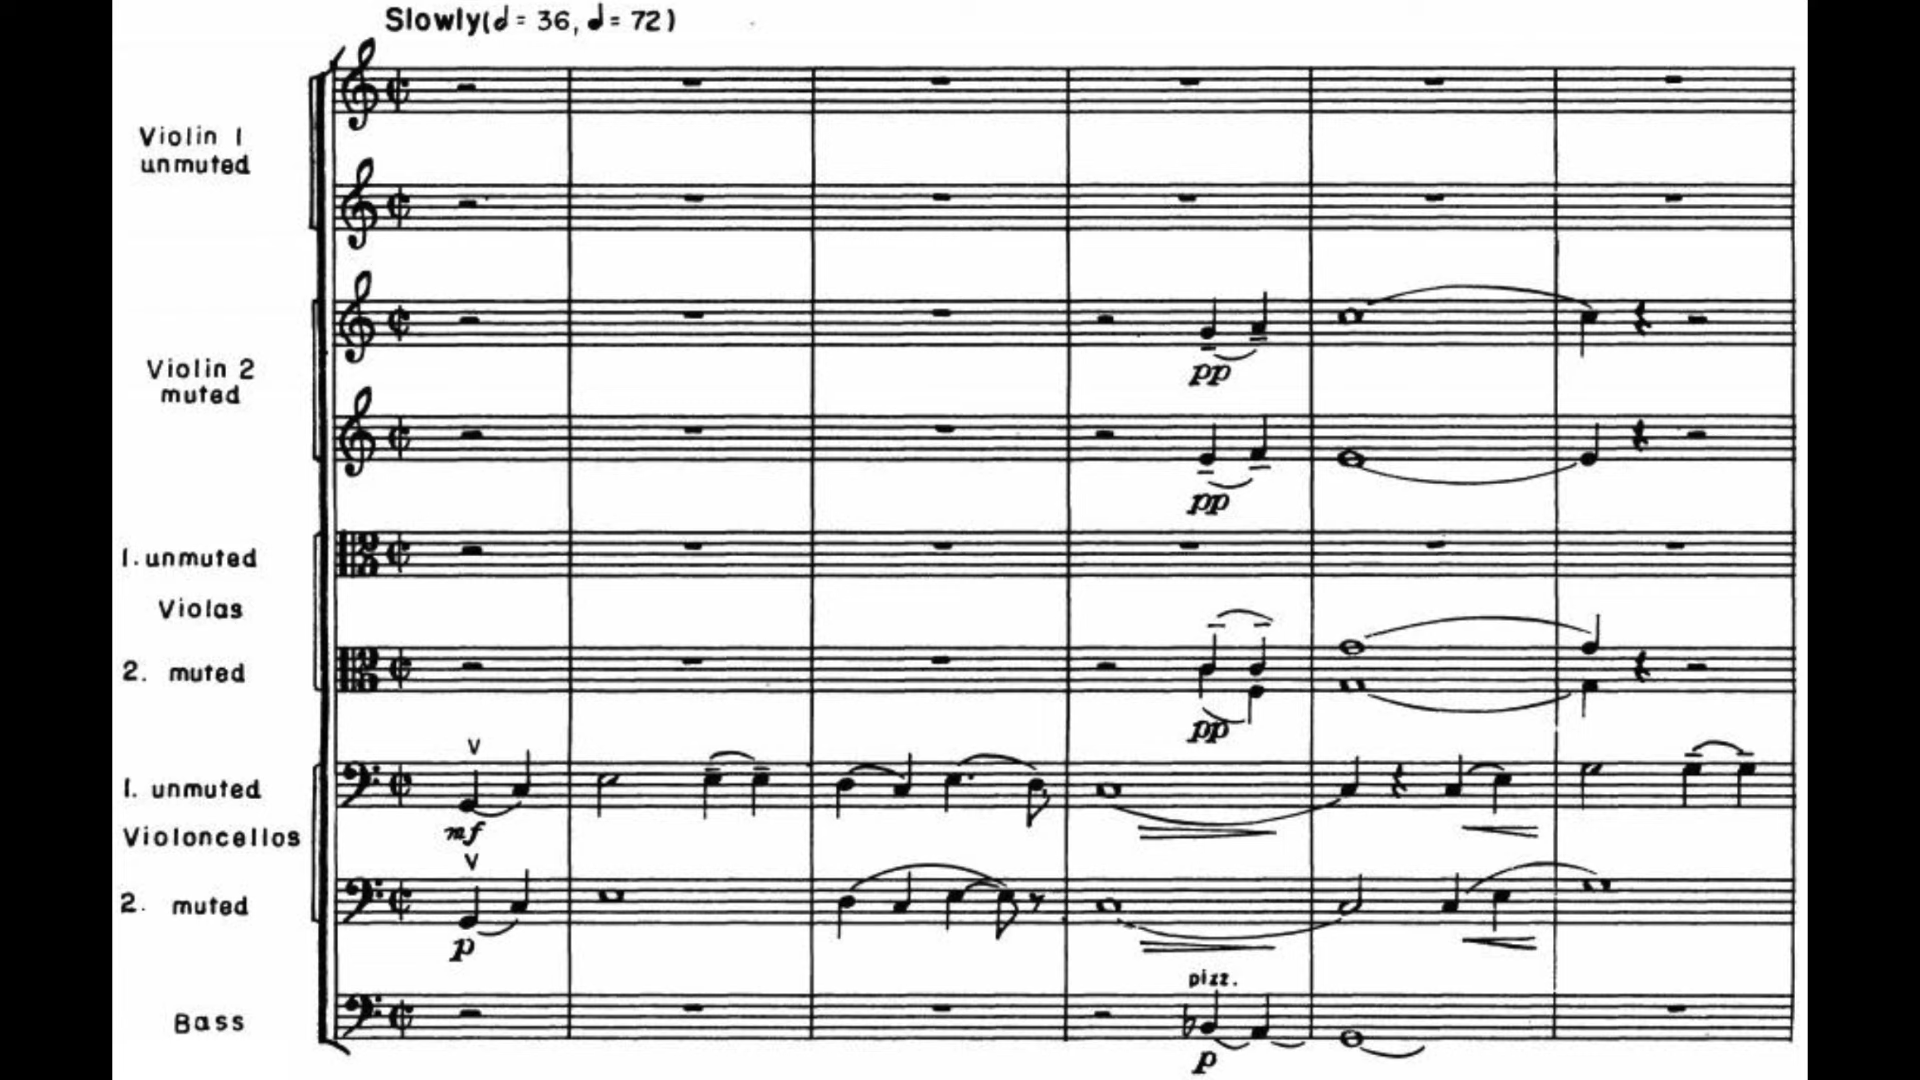 Slowly(𝅗𝅥 = 36, ♩= 72)
Violin 1
unmuted
Violin 2
muted
pp
pp
1. unmuted
Violas
2. muted
pp
1. unmuted
mf
Violoncellos
2. muted
p
pizz.
Bass
p